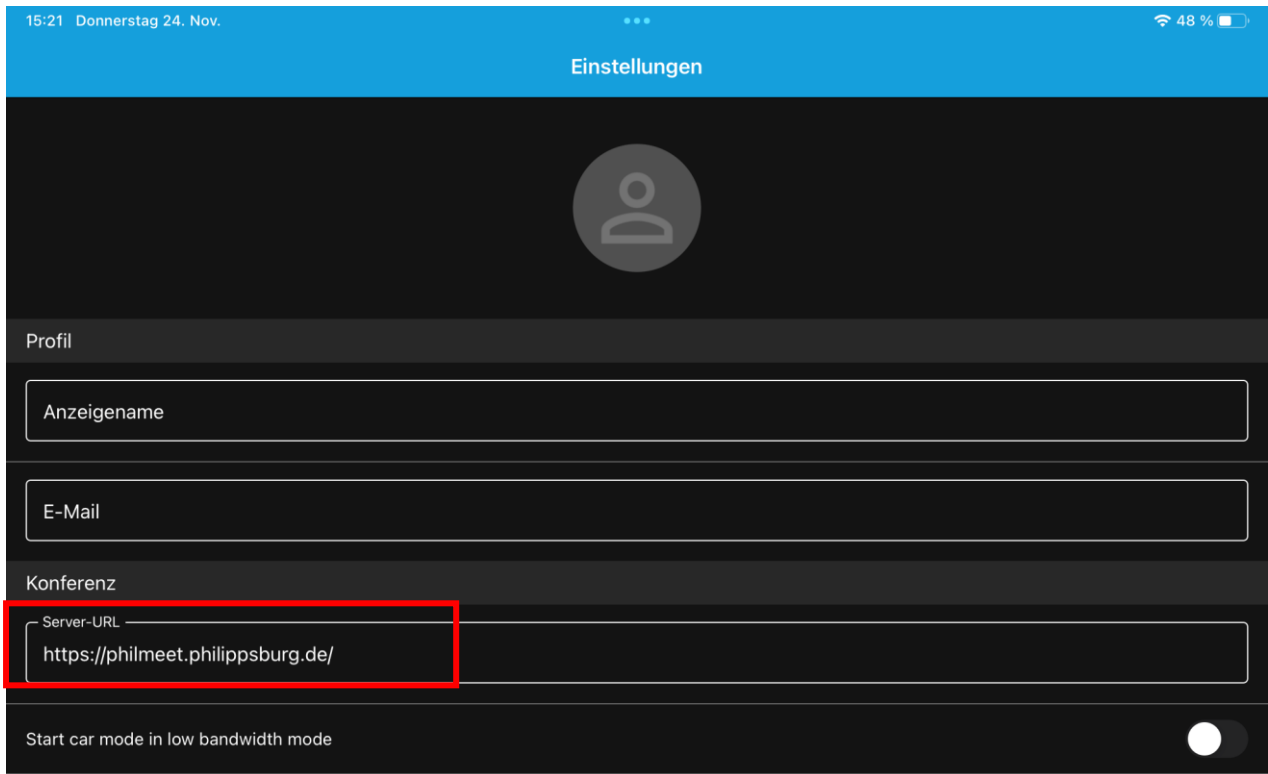 15:21 Donnerstag 24. Nov.
48 %
Einstellungen
Profil
Anzeigename
E-Mail
Konferenz
Server-URL
https://philmeet.philippsburg.de/
Start car mode in low bandwidth mode